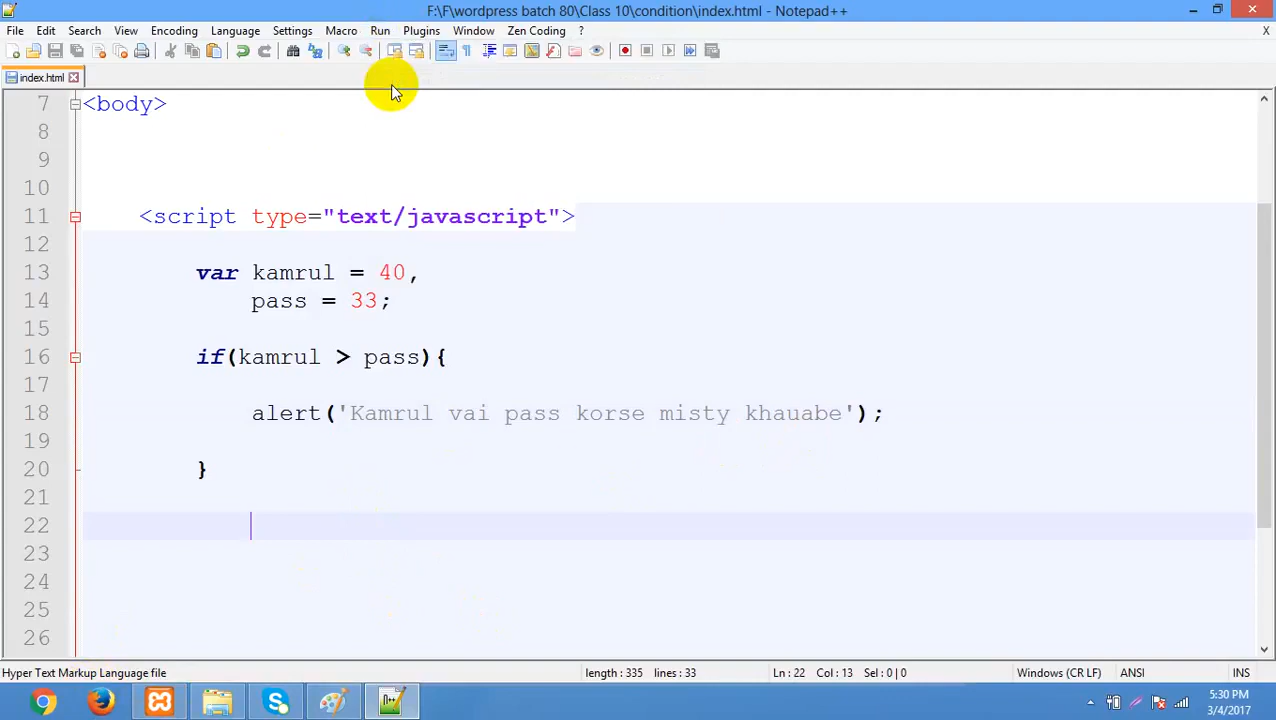 F:\F\wordpress batch 80\Class 10\condition\index.html - Notepad++
File Edit Search View Encoding Language Settings Macro Run Plugins Window Zen Coding ? X
index.html
7 <body>
8
9
10
11 <script type="text/javascript">
12
13 var kamrul = 40,
14 pass = 33;
15
16 if(kamrul > pass){
17
18 alert('Kamrul vai pass korse misty khauabe');
19
20 }
21
22
23
24
25
26
Hyper Text Markup Language file length : 335 lines : 33 Ln : 22 Col : 13 Sel : 0 | 0 Windows (CR LF) ANSI INS
5:30 PM
3/4/2017